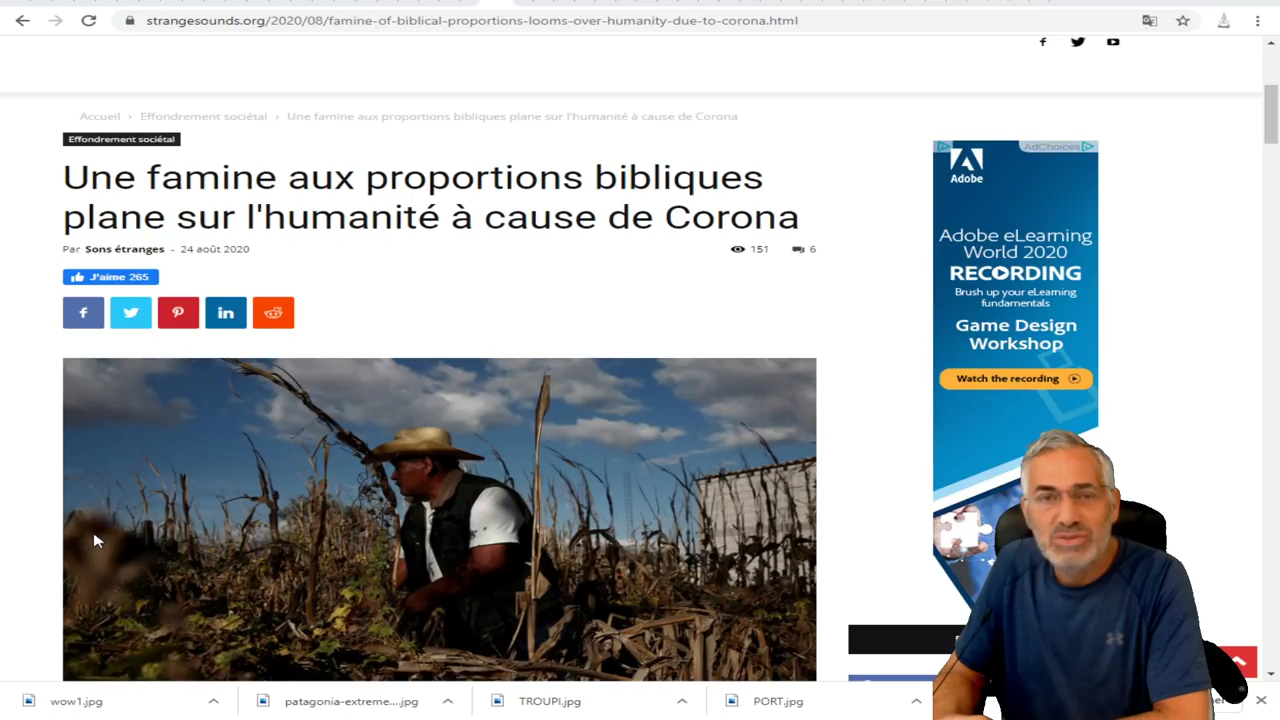 strangesounds.org/2020/08/famine-of-biblical-proportions-looms-over-humanity-due-to-corona.html
Accueil › Effondrement sociétal › Une famine aux proportions bibliques plane sur l'humanité à cause de Corona
Effondrement sociétal
Une famine aux proportions bibliques
plane sur l'humanité à cause de Corona
Par Sons étranges - 24 août 2020
151
6
J'aime 265
AdChoices
Adobe
Adobe eLearning
World 2020
RECORDING
Brush up your eLearning
fundamentals
Game Design
Workshop
Watch the recording
wow1.jpg
patagonia-extreme....jpg
TROUPI.jpg
PORT.jpg